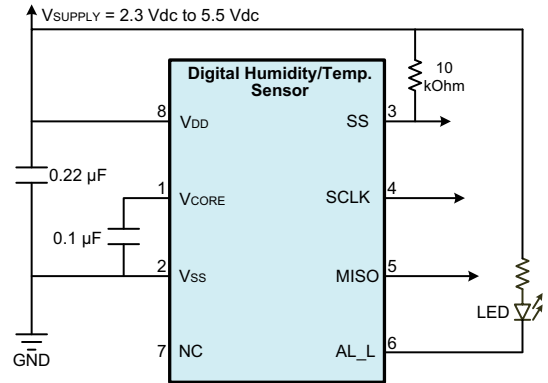 VSUPPLY = 2.3 Vdc to 5.5 Vdc
Digital Humidity/Temp.
Sensor
10
kOhm
8
VDD
SS
3
0.22 µF
1
VCORE
SCLK
4
0.1 µF
2
VSS
MISO
5
LED
GND
7
NC
AL_L
6